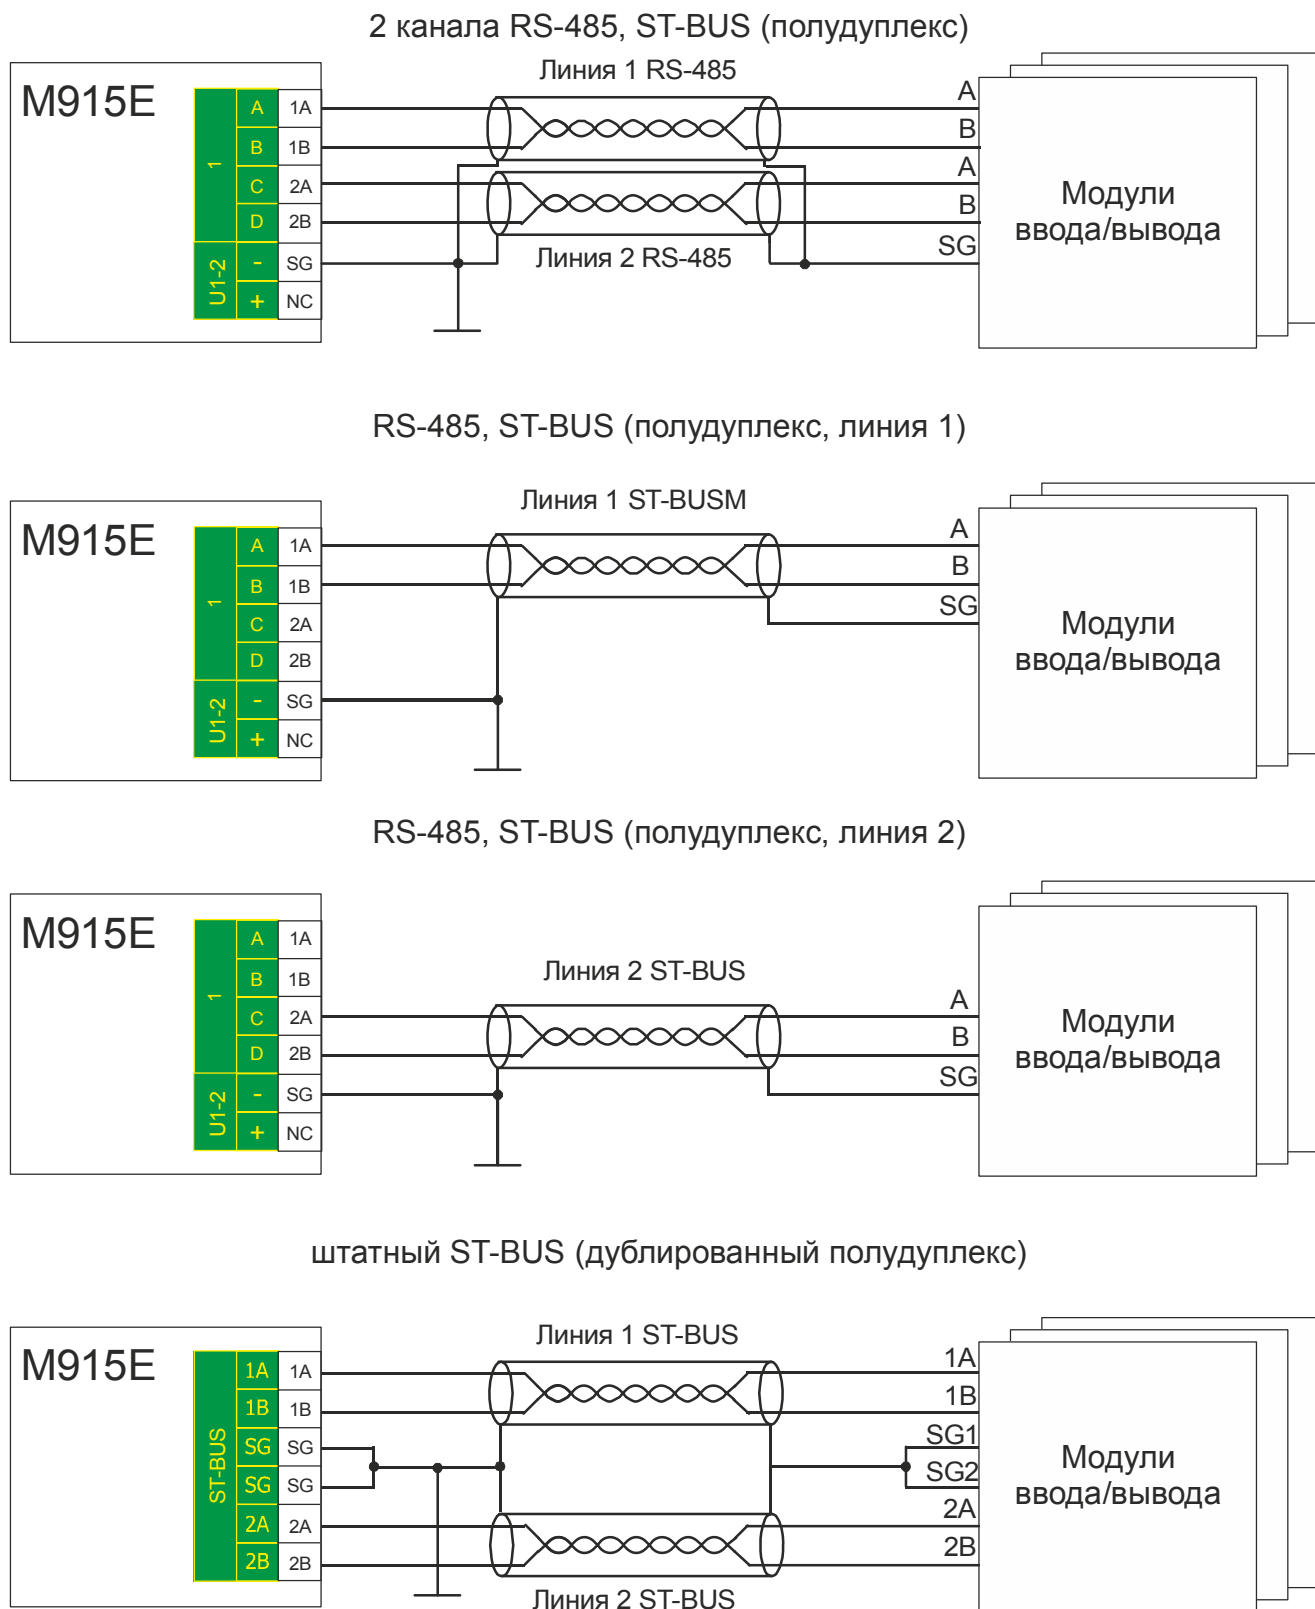 2 канала RS-485, ST-BUS (полудуплекс)
Линия 1 RS-485
M915E
1
A 1A
B 1B
C 2A
D 2B
U1-2
- SG
+ NC
A
B
A
B
SG
Линия 2 RS-485
Модули
ввода/вывода
RS-485, ST-BUS (полудуплекс, линия 1)
Линия 1 ST-BUSM
M915E
1
A 1A
B 1B
C 2A
D 2B
U1-2
- SG
+ NC
A
B
SG
Модули
ввода/вывода
RS-485, ST-BUS (полудуплекс, линия 2)
M915E
1
A 1A
B 1B
C 2A
D 2B
U1-2
- SG
+ NC
Линия 2 ST-BUS
A
B
SG
Модули
ввода/вывода
штатный ST-BUS (дублированный полудуплекс)
Линия 1 ST-BUS
M915E
ST-BUS
1A 1A
1B 1B
SG SG
SG SG
2A 2A
2B 2B
1A
1B
SG1
SG2
2A
2B
Модули
ввода/вывода
Линия 2 ST-BUS